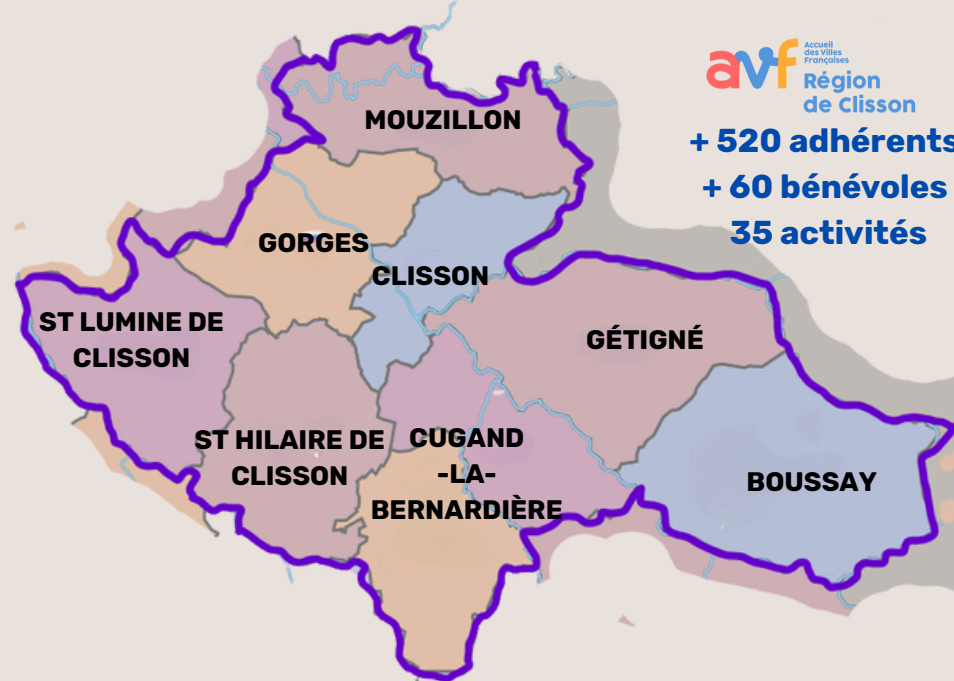 avf
Accueil
des Villes
Françaises
Région
de Clisson
+ 520 adhérents
+ 60 bénévoles
35 activités
MOUZILLON
GORGES
CLISSON
ST LUMINE DE
CLISSON
GÉTIGNÉ
ST HILAIRE DE
CLISSON
CUGAND
-LA-
BERNARDIÈRE
BOUSSAY